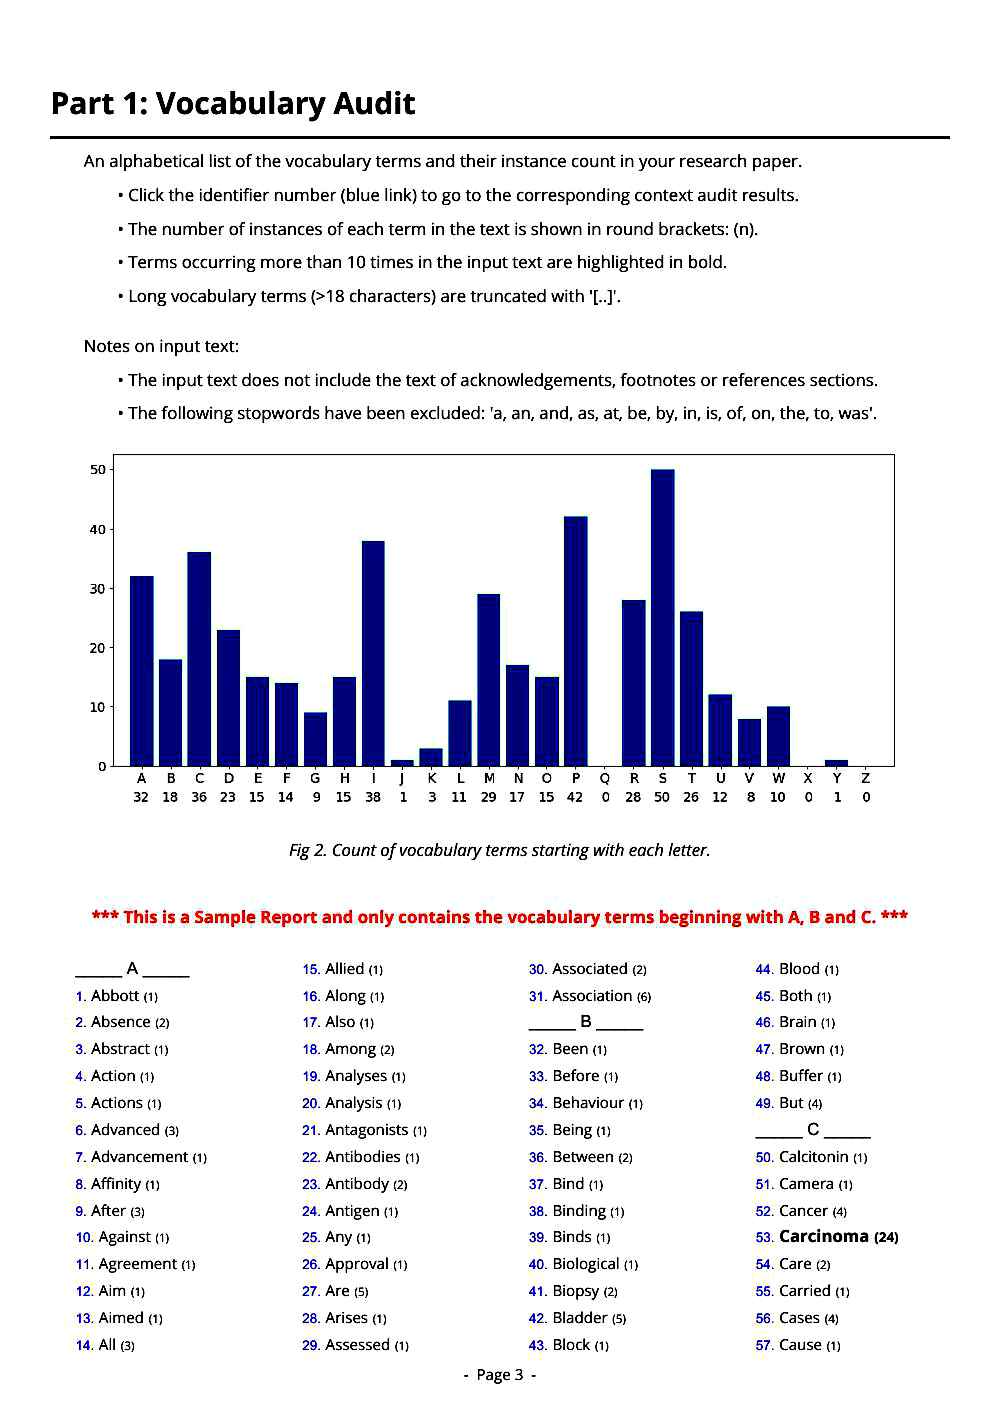 Part 1: Vocabulary Audit
An alphabetical list of the vocabulary terms and their instance count in your research paper.
• Click the identifier number (blue link) to go to the corresponding context audit results.
• The number of instances of each term in the text is shown in round brackets: (n).
• Terms occurring more than 10 times in the input text are highlighted in bold.
• Long vocabulary terms (>18 characters) are truncated with '[..]'.
Notes on input text:
• The input text does not include the text of acknowledgements, footnotes or references sections.
• The following stopwords have been excluded: 'a, an, and, as, at, be, by, in, is, of, on, the, to, was'.
50
40
30
20
10
0
A B C D E F G H I J K L M N O P Q R S T U V W X Y Z
32 18 36 23 15 14 9 15 38 1 3 11 29 17 15 42 0 28 50 26 12 8 10 0 1 0
Fig 2. Count of vocabulary terms starting with each letter.
*** This is a Sample Report and only contains the vocabulary terms beginning with A, B and C. ***
______ A ______
1. Abbott (1)
2. Absence (2)
3. Abstract (1)
4. Action (1)
5. Actions (1)
6. Advanced (3)
7. Advancement (1)
8. Affinity (1)
9. After (3)
10. Against (1)
11. Agreement (1)
12. Aim (1)
13. Aimed (1)
14. All (3)
15. Allied (1)
16. Along (1)
17. Also (1)
18. Among (2)
19. Analyses (1)
20. Analysis (1)
21. Antagonists (1)
22. Antibodies (1)
23. Antibody (2)
24. Antigen (1)
25. Any (1)
26. Approval (1)
27. Are (5)
28. Arises (1)
29. Assessed (1)
30. Associated (2)
31. Association (6)
______ B ______
32. Been (1)
33. Before (1)
34. Behaviour (1)
35. Being (1)
36. Between (2)
37. Bind (1)
38. Binding (1)
39. Binds (1)
40. Biological (1)
41. Biopsy (2)
42. Bladder (5)
43. Block (1)
44. Blood (1)
45. Both (1)
46. Brain (1)
47. Brown (1)
48. Buffer (1)
49. But (4)
______ C ______
50. Calcitonin (1)
51. Camera (1)
52. Cancer (4)
53. Carcinoma (24)
54. Care (2)
55. Carried (1)
56. Cases (4)
57. Cause (1)
- Page 3 -